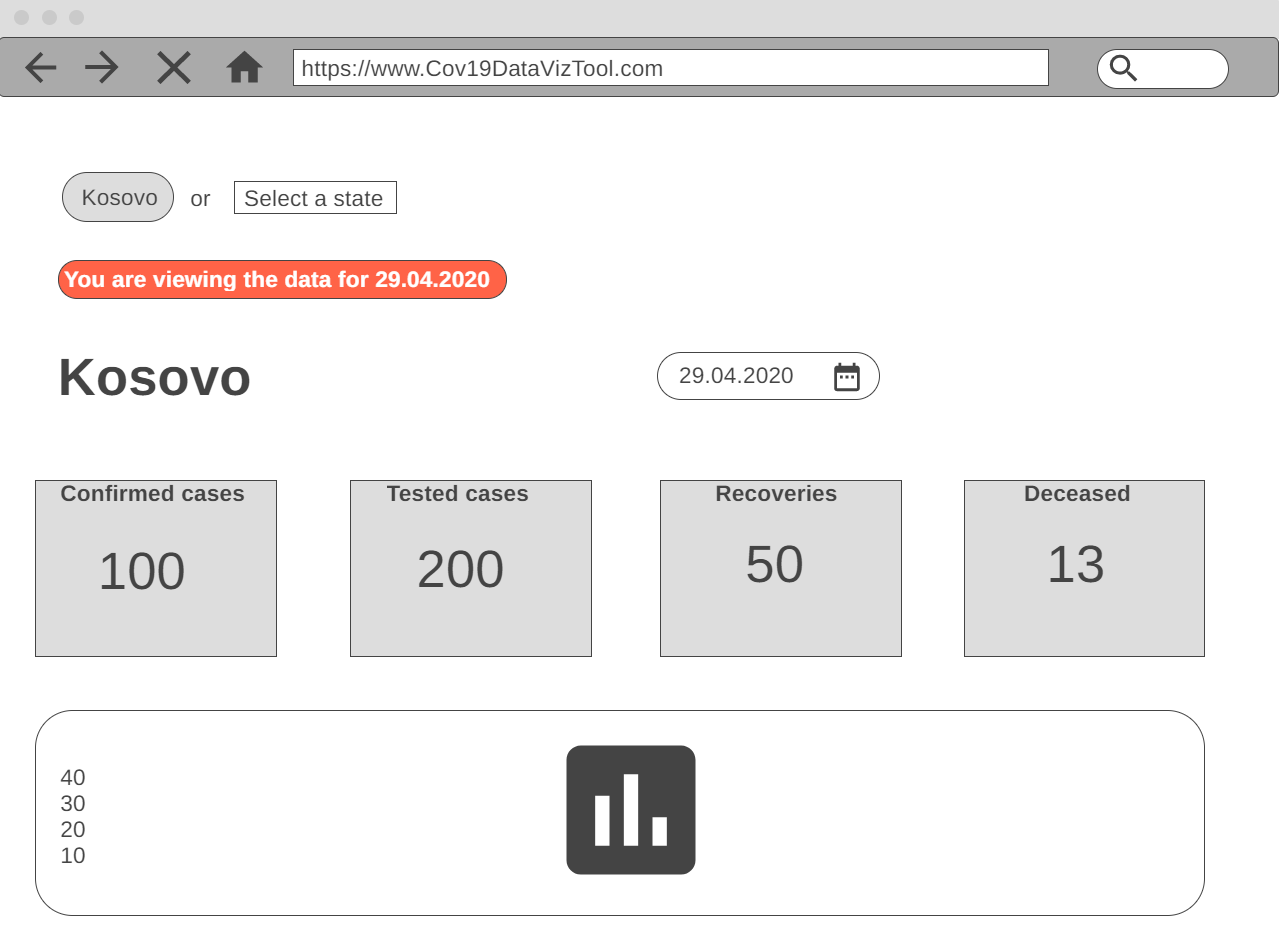 https://www.Cov19DataVizTool.com
Kosovo or Select a state
You are viewing the data for 29.04.2020
Kosovo
29.04.2020
Confirmed cases
100
Tested cases
200
Recoveries
50
Deceased
13
40
30
20
10